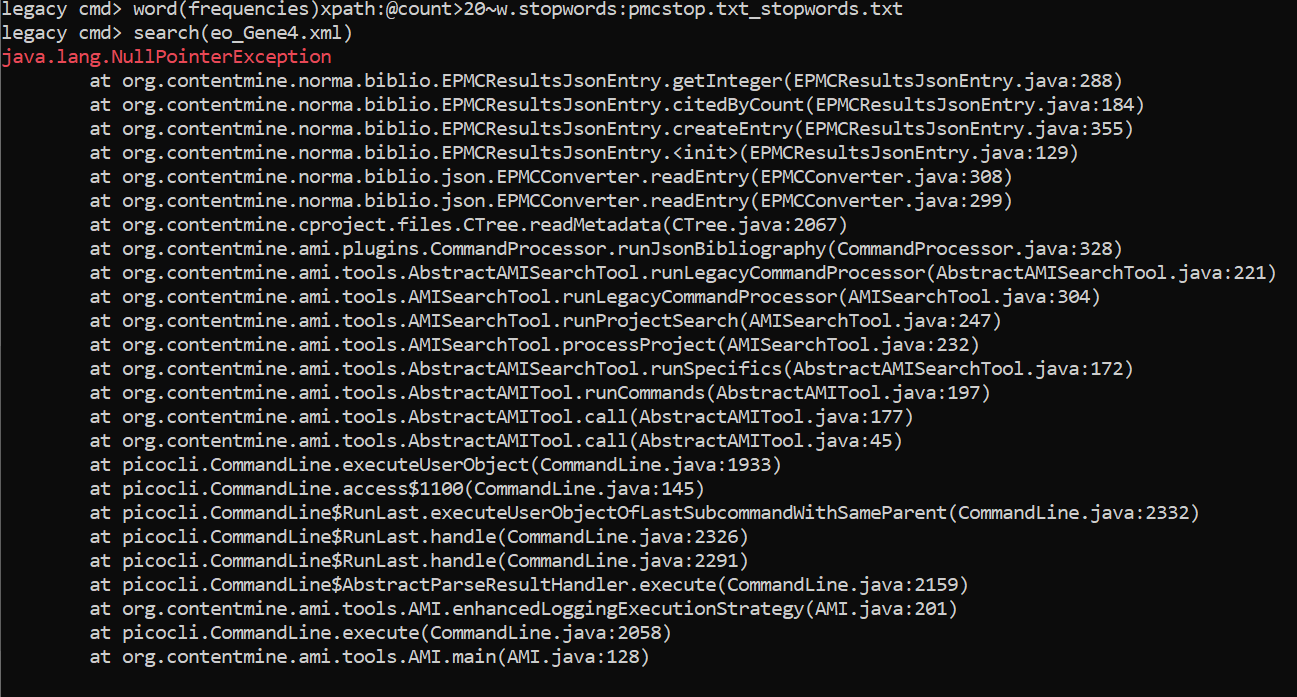 legacy cmd> word(frequencies)xpath:@count>20~w.stopwords:pmcstop.txt_stopwords.txt
legacy cmd> search(eo_Gene4.xml)
java.lang.NullPointerException
at org.contentmine.norma.biblio.EPMCResultsJsonEntry.getInteger(EPMCResultsJsonEntry.java:288)
at org.contentmine.norma.biblio.EPMCResultsJsonEntry.citedByCount(EPMCResultsJsonEntry.java:184)
at org.contentmine.norma.biblio.EPMCResultsJsonEntry.createEntry(EPMCResultsJsonEntry.java:355)
at org.contentmine.norma.biblio.EPMCResultsJsonEntry.<init>(EPMCResultsJsonEntry.java:129)
at org.contentmine.norma.biblio.json.EPMCConverter.readEntry(EPMCConverter.java:308)
at org.contentmine.norma.biblio.json.EPMCConverter.readEntry(EPMCConverter.java:299)
at org.contentmine.cproject.files.CTree.readMetadata(CTree.java:2067)
at org.contentmine.ami.plugins.CommandProcessor.runJsonBibliography(CommandProcessor.java:328)
at org.contentmine.ami.tools.AbstractAMISearchTool.runLegacyCommandProcessor(AbstractAMISearchTool.java:221)
at org.contentmine.ami.tools.AMISearchTool.runLegacyCommandProcessor(AMISearchTool.java:304)
at org.contentmine.ami.tools.AMISearchTool.runProjectSearch(AMISearchTool.java:247)
at org.contentmine.ami.tools.AMISearchTool.processProject(AMISearchTool.java:232)
at org.contentmine.ami.tools.AbstractAMISearchTool.runSpecifics(AbstractAMISearchTool.java:172)
at org.contentmine.ami.tools.AbstractAMITool.runCommands(AbstractAMITool.java:197)
at org.contentmine.ami.tools.AbstractAMITool.call(AbstractAMITool.java:177)
at org.contentmine.ami.tools.AbstractAMITool.call(AbstractAMITool.java:45)
at picocli.CommandLine.executeUserObject(CommandLine.java:1933)
at picocli.CommandLine.access$1100(CommandLine.java:145)
at picocli.CommandLine$RunLast.executeUserObjectOfLastSubcommandWithSameParent(CommandLine.java:2332)
at picocli.CommandLine$RunLast.handle(CommandLine.java:2326)
at picocli.CommandLine$RunLast.handle(CommandLine.java:2291)
at picocli.CommandLine$AbstractParseResultHandler.execute(CommandLine.java:2159)
at org.contentmine.ami.tools.AMI.enhancedLoggingExecutionStrategy(AMI.java:201)
at picocli.CommandLine.execute(CommandLine.java:2058)
at org.contentmine.ami.tools.AMI.main(AMI.java:128)